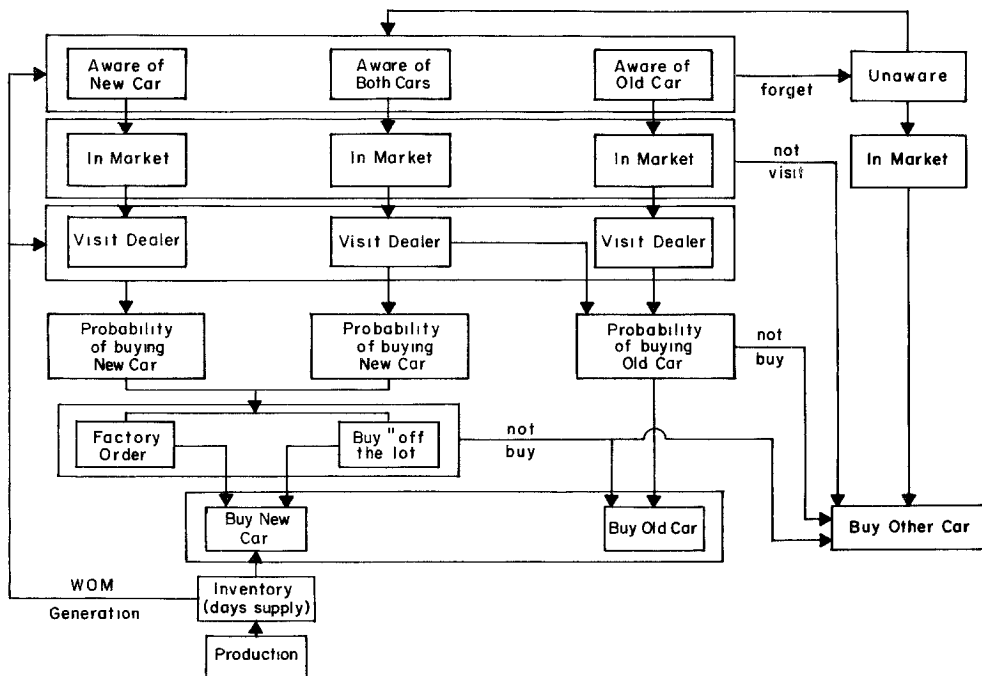 Aware of
New Car
Aware of
Both Cars
Aware of
Old Car
forget
Unaware
In Market
In Market
In Market
not
visit
In Market
Visit Dealer
Visit Dealer
Visit Dealer
Probability
of buying
New Car
Probability
of buying
New Car
Probability
of buying
Old Car
not
buy
Factory
Order
Buy "off
the lot
not
buy
Buy New
Car
Buy Old Car
Buy Other Car
WOM
Generation
Inventory
(days supply)
Production